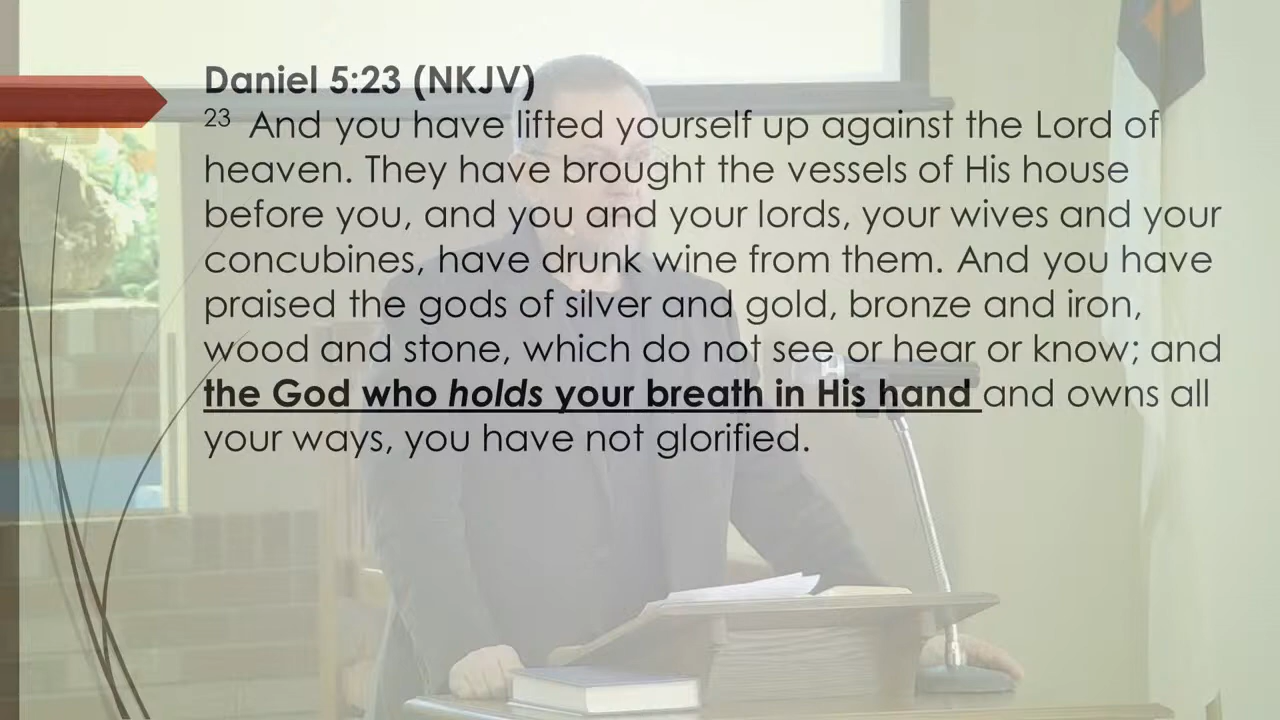 Daniel 5:23 (NKJV)
23 And you have lifted yourself up against the Lord of
heaven. They have brought the vessels of His house
before you, and you and your lords, your wives and your
concubines, have drunk wine from them. And you have
praised the gods of silver and gold, bronze and iron,
wood and stone, which do not see or hear or know; and
the God who holds your breath in His hand and owns all
your ways, you have not glorified.